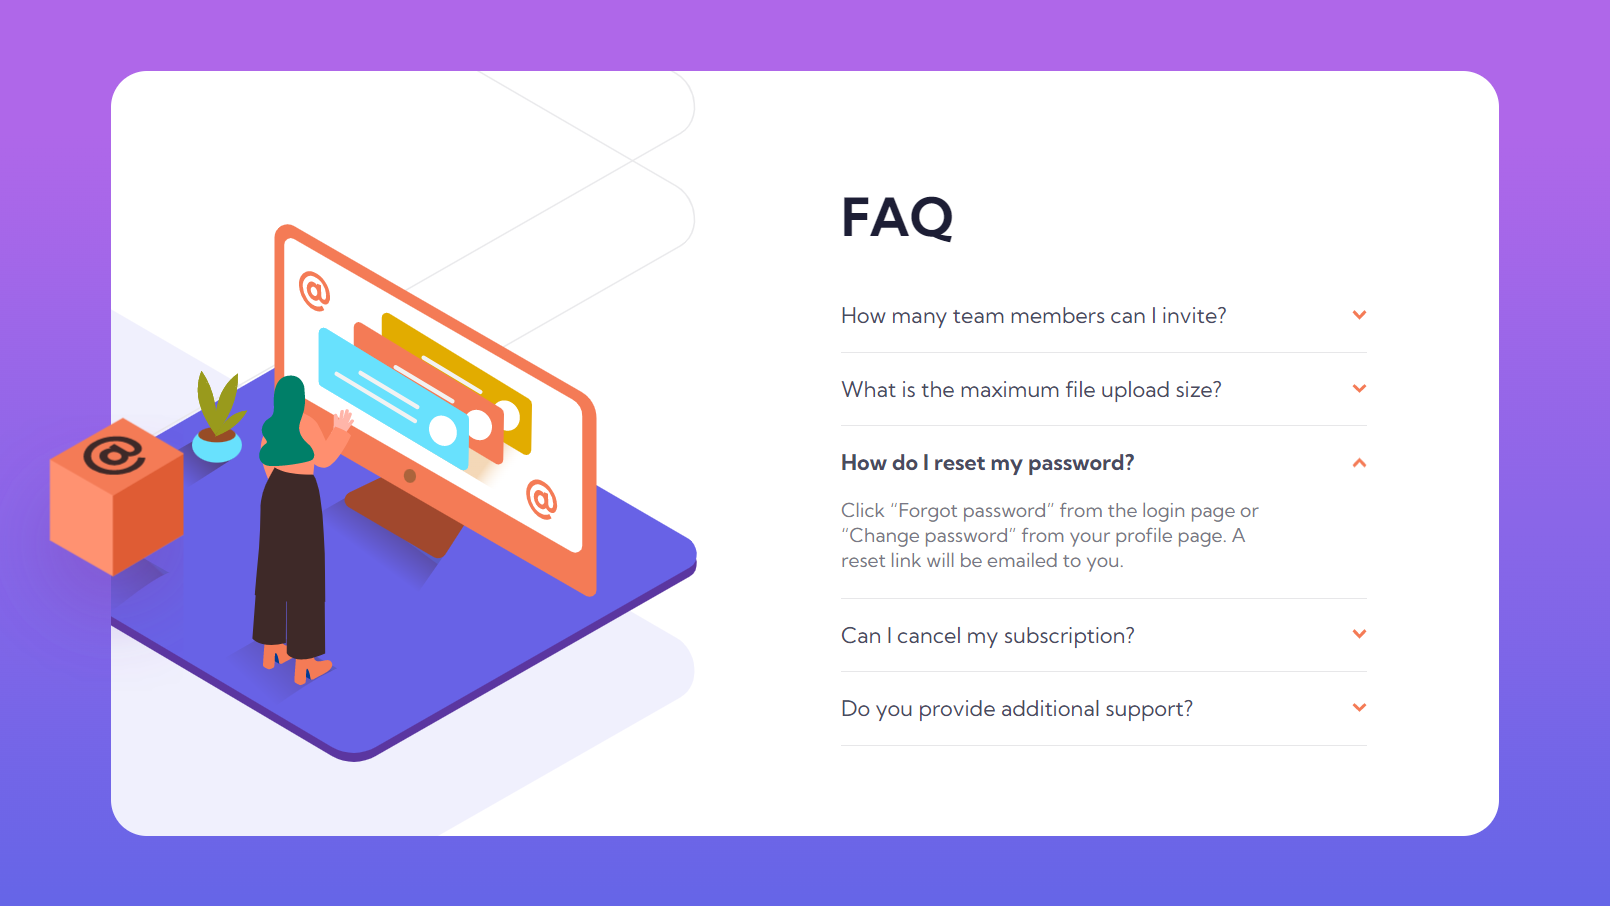 FAQ
How many team members can I invite?
What is the maximum file upload size?
How do I reset my password?
Click “Forgot password” from the login page or
“Change password” from your profile page. A
reset link will be emailed to you.
Can I cancel my subscription?
Do you provide additional support?
@
@
@